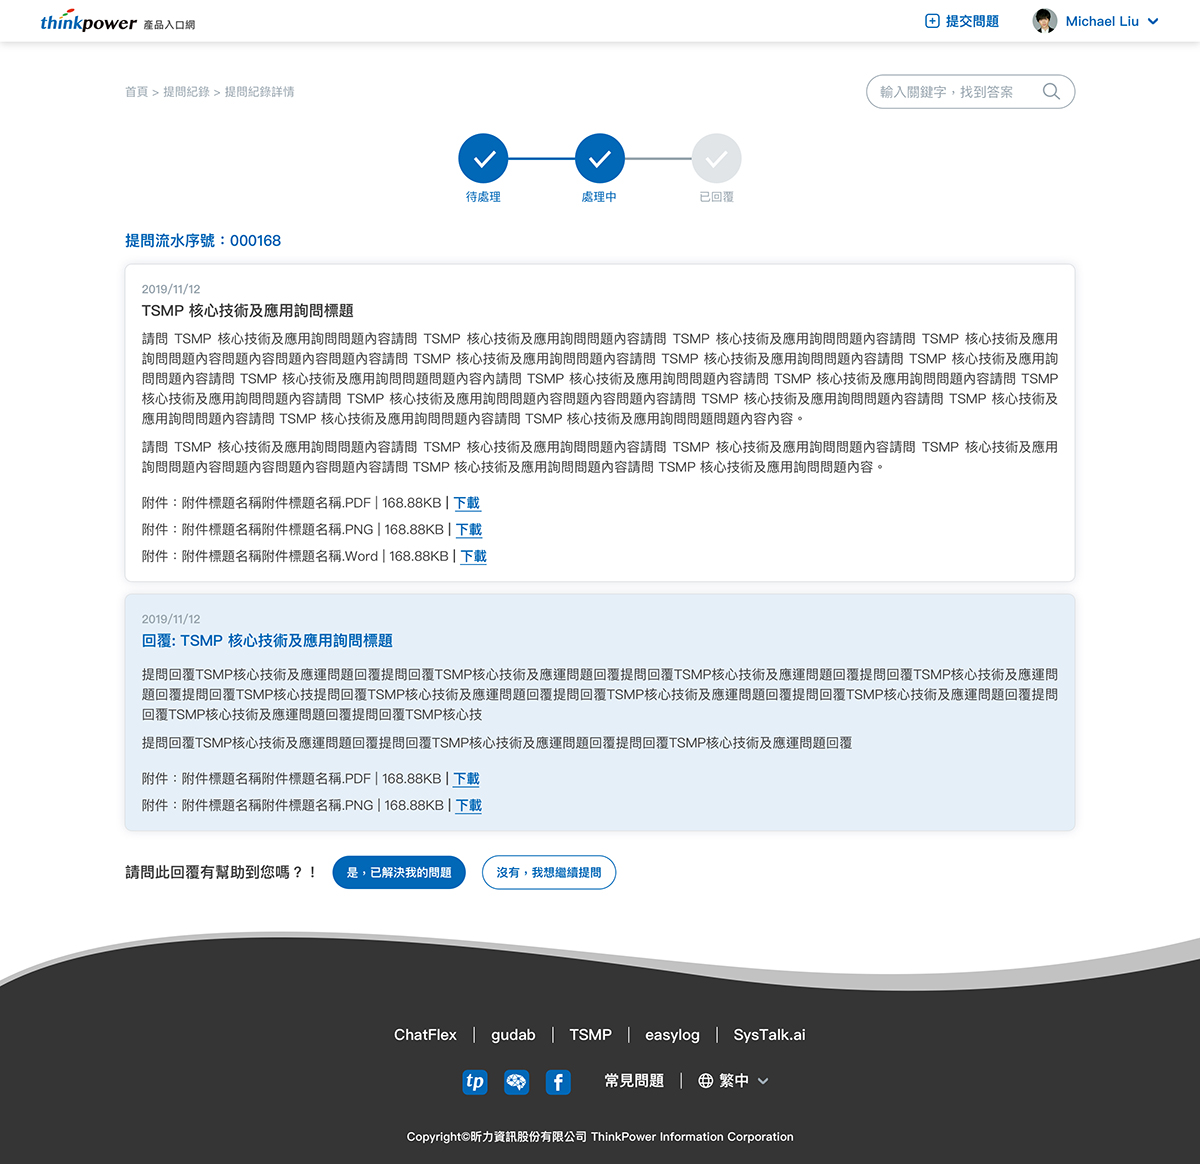 thinkpower 產品入口網
提交問題
Michael Liu
首頁 > 提問紀錄 > 提問紀錄詳情
輸入關鍵字，找到答案
待處理
處理中
已回覆
提問流水序號：000168
2019/11/12
TSMP 核心技術及應用詢問標題
請問 TSMP 核心技術及應用詢問問題內容請問 TSMP 核心技術及應用詢問問題內容請問 TSMP 核心技術及應用詢問問題內容請問 TSMP 核心技術及應用
詢問問題內容問題內容問題內容問題內容請問 TSMP 核心技術及應用詢問問題內容請問 TSMP 核心技術及應用詢問問題內容請問 TSMP 核心技術及應用詢
問問題內容請問 TSMP 核心技術及應用詢問問題問題內容內請問 TSMP 核心技術及應用詢問問題內容請問 TSMP 核心技術及應用詢問問題內容請問 TSMP
核心技術及應用詢問問題內容請問 TSMP 核心技術及應用詢問問題內容問題內容問題內容請問 TSMP 核心技術及應用詢問問題內容請問 TSMP 核心技術及
應用詢問問題內容請問 TSMP 核心技術及應用詢問問題內容請問 TSMP 核心技術及應用詢問問題問題內容內容。
請問 TSMP 核心技術及應用詢問問題內容請問 TSMP 核心技術及應用詢問問題內容請問 TSMP 核心技術及應用詢問問題內容請問 TSMP 核心技術及應用
詢問問題內容問題內容問題內容問題內容請問 TSMP 核心技術及應用詢問問題內容請問 TSMP 核心技術及應用詢問問題內容。
附件：附件標題名稱附件標題名稱.PDF | 168.88KB | 下載
附件：附件標題名稱附件標題名稱.PNG | 168.88KB | 下載
附件：附件標題名稱附件標題名稱.Word | 168.88KB | 下載
2019/11/12
回覆: TSMP 核心技術及應用詢問標題
提問回覆TSMP核心技術及應運問題回覆提問回覆TSMP核心技術及應運問題回覆提問回覆TSMP核心技術及應運問題回覆提問回覆TSMP核心技術及應運問
題回覆提問回覆TSMP核心技提問回覆TSMP核心技術及應運問題回覆提問回覆TSMP核心技術及應運問題回覆提問回覆TSMP核心技術及應運問題回覆提問
回覆TSMP核心技術及應運問題回覆提問回覆TSMP核心技
提問回覆TSMP核心技術及應運問題回覆提問回覆TSMP核心技術及應運問題回覆提問回覆TSMP核心技術及應運問題回覆
附件：附件標題名稱附件標題名稱.PDF | 168.88KB | 下載
附件：附件標題名稱附件標題名稱.PNG | 168.88KB | 下載
請問此回覆有幫助到您嗎？！
是，已解決我的問題
沒有，我想繼續提問
ChatFlex | gudab | TSMP | easylog | SysTalk.ai
tp f 常見問題 | 繁中
Copyright©昕力資訊股份有限公司 ThinkPower Information Corporation